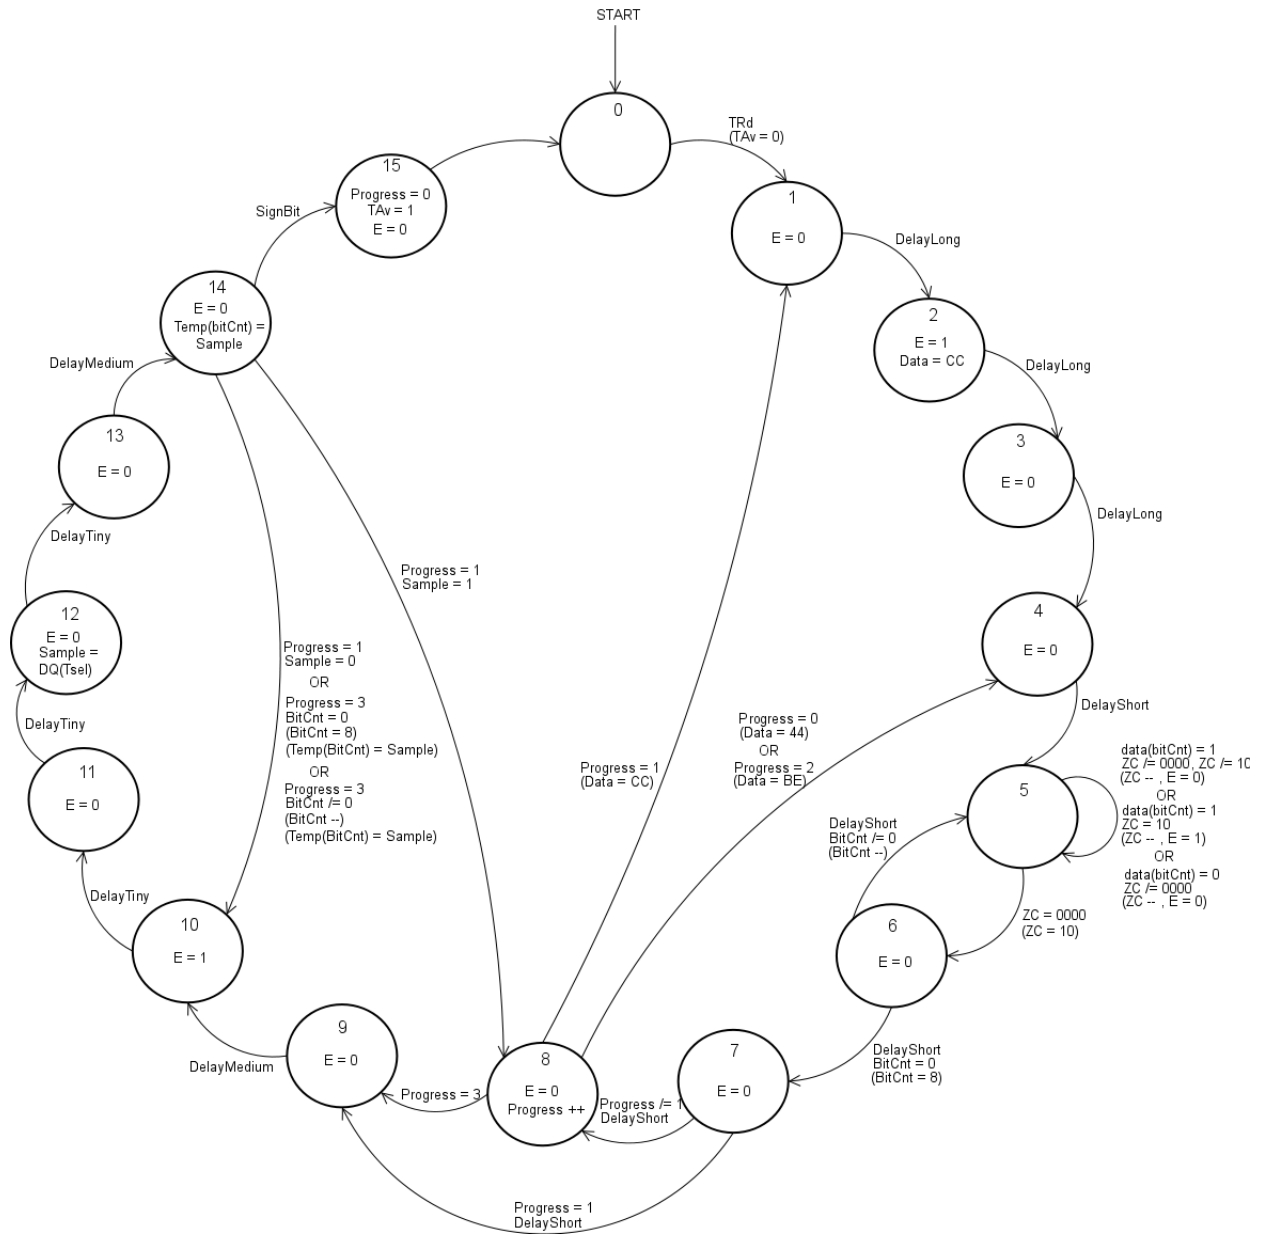 START
0
TRd
(TAv = 0)
15
Progress = 0
TAv = 1
E = 0
1
E = 0
SignBit
DelayLong
14
E = 0
Temp(bitCnt) =
Sample
2
E = 1
Data = CC
DelayMedium
DelayLong
13
E = 0
3
E = 0
DelayLong
DelayTiny
Progress = 1
Sample = 1
12
E = 0
Sample =
DQ(Tsel)
4
E = 0
Progress = 1
Sample = 0
OR
Progress = 3
BitCnt = 0
(BitCnt = 8)
(Temp(BitCnt) = Sample)
OR
Progress = 3
BitCnt /= 0
(BitCnt --)
(Temp(BitCnt) = Sample)
DelayTiny
DelayShort
Progress = 0
(Data = 44)
OR
Progress = 2
(Data = BE)
Progress = 1
(Data = CC)
11
E = 0
5
data(bitCnt) = 1
ZC /= 0000, ZC /= 10
(ZC -- , E = 0)
OR
data(bitCnt) = 1
ZC = 10
(ZC -- , E = 1)
OR
data(bitCnt) = 0
ZC /= 0000
(ZC -- , E = 0)
DelayShort
BitCnt /= 0
(BitCnt --)
DelayTiny
10
E = 1
6
E = 0
ZC = 0000
(ZC = 10)
9
E = 0
DelayMedium
Progress = 3
8
E = 0
Progress ++
Progress /= 1
DelayShort
7
E = 0
DelayShort
BitCnt = 0
(BitCnt = 8)
Progress = 1
DelayShort